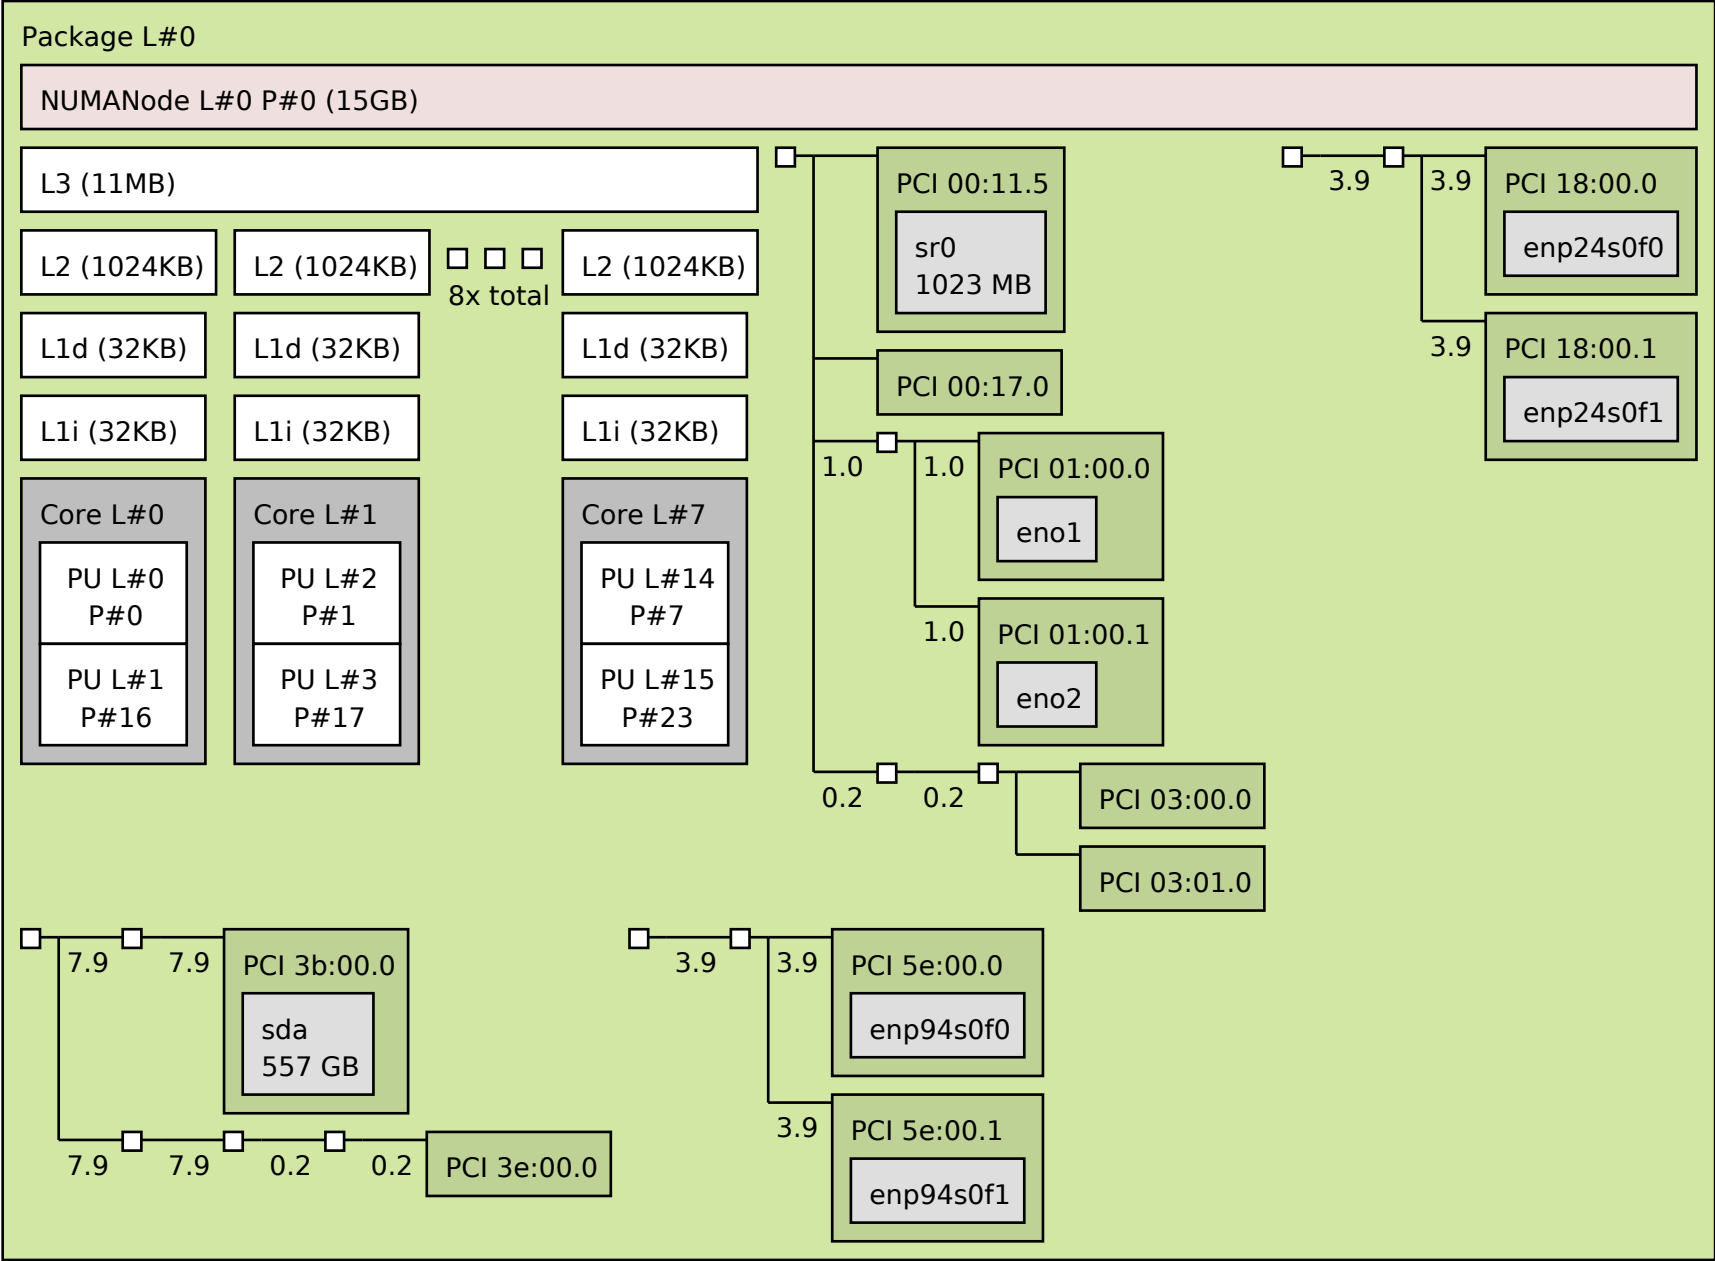 Package L#0
NUMANode L#0 P#0 (15GB)
L3 (11MB)
L2 (1024KB)
L2 (1024KB)
8x total
L2 (1024KB)
L1d (32KB)
L1d (32KB)
L1d (32KB)
L1i (32KB)
L1i (32KB)
L1i (32KB)
Core L#0
PU L#0
P#0
PU L#1
P#16
Core L#1
PU L#2
P#1
PU L#3
P#17
Core L#7
PU L#14
P#7
PU L#15
P#23
PCI 00:11.5
sr0
1023 MB
PCI 00:17.0
1.0
1.0
PCI 01:00.0
eno1
1.0
PCI 01:00.1
eno2
0.2
0.2
PCI 03:00.0
PCI 03:01.0
3.9
3.9
PCI 18:00.0
enp24s0f0
3.9
PCI 18:00.1
enp24s0f1
7.9
7.9
PCI 3b:00.0
sda
557 GB
7.9
7.9
0.2
0.2
PCI 3e:00.0
3.9
3.9
PCI 5e:00.0
enp94s0f0
3.9
PCI 5e:00.1
enp94s0f1